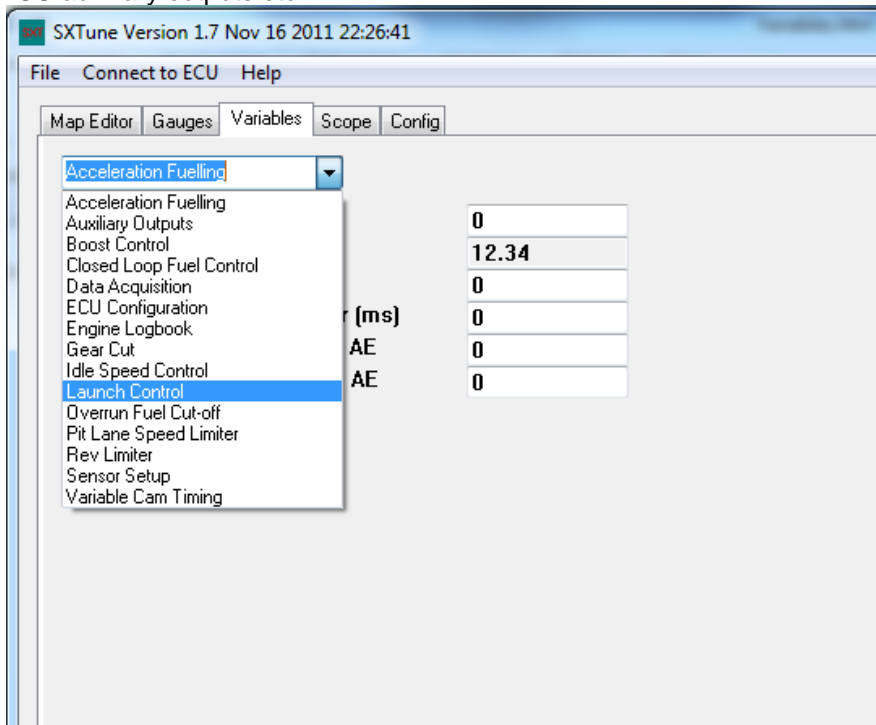 SXTune Version 1.7 Nov 16 2011 22:26:41
File Connect to ECU Help
Map Editor Gauges Variables Scope Config
Acceleration Fuelling
Acceleration Fuelling
Auxiliary Outputs
Boost Control
Closed Loop Fuel Control
Data Acquisition
ECU Configuration
Engine Logbook
Gear Cut
Idle Speed Control
Launch Control
Overrun Fuel Cut-off
Pit Lane Speed Limiter
Rev Limiter
Sensor Setup
Variable Cam Timing
0
12.34
0
r (ms) 0
AE 0
AE 0